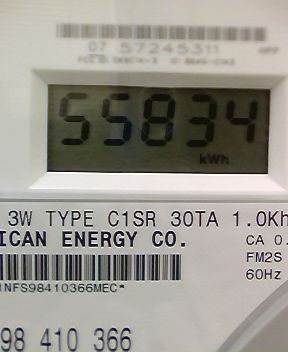 07 57245311
55834
kWh
3W TYPE C1SR 30TA 1.0Kh
ICAN ENERGY CO.
CA 0.
FM2S
60Hz
1NFS98410366MEC*
98 410 366